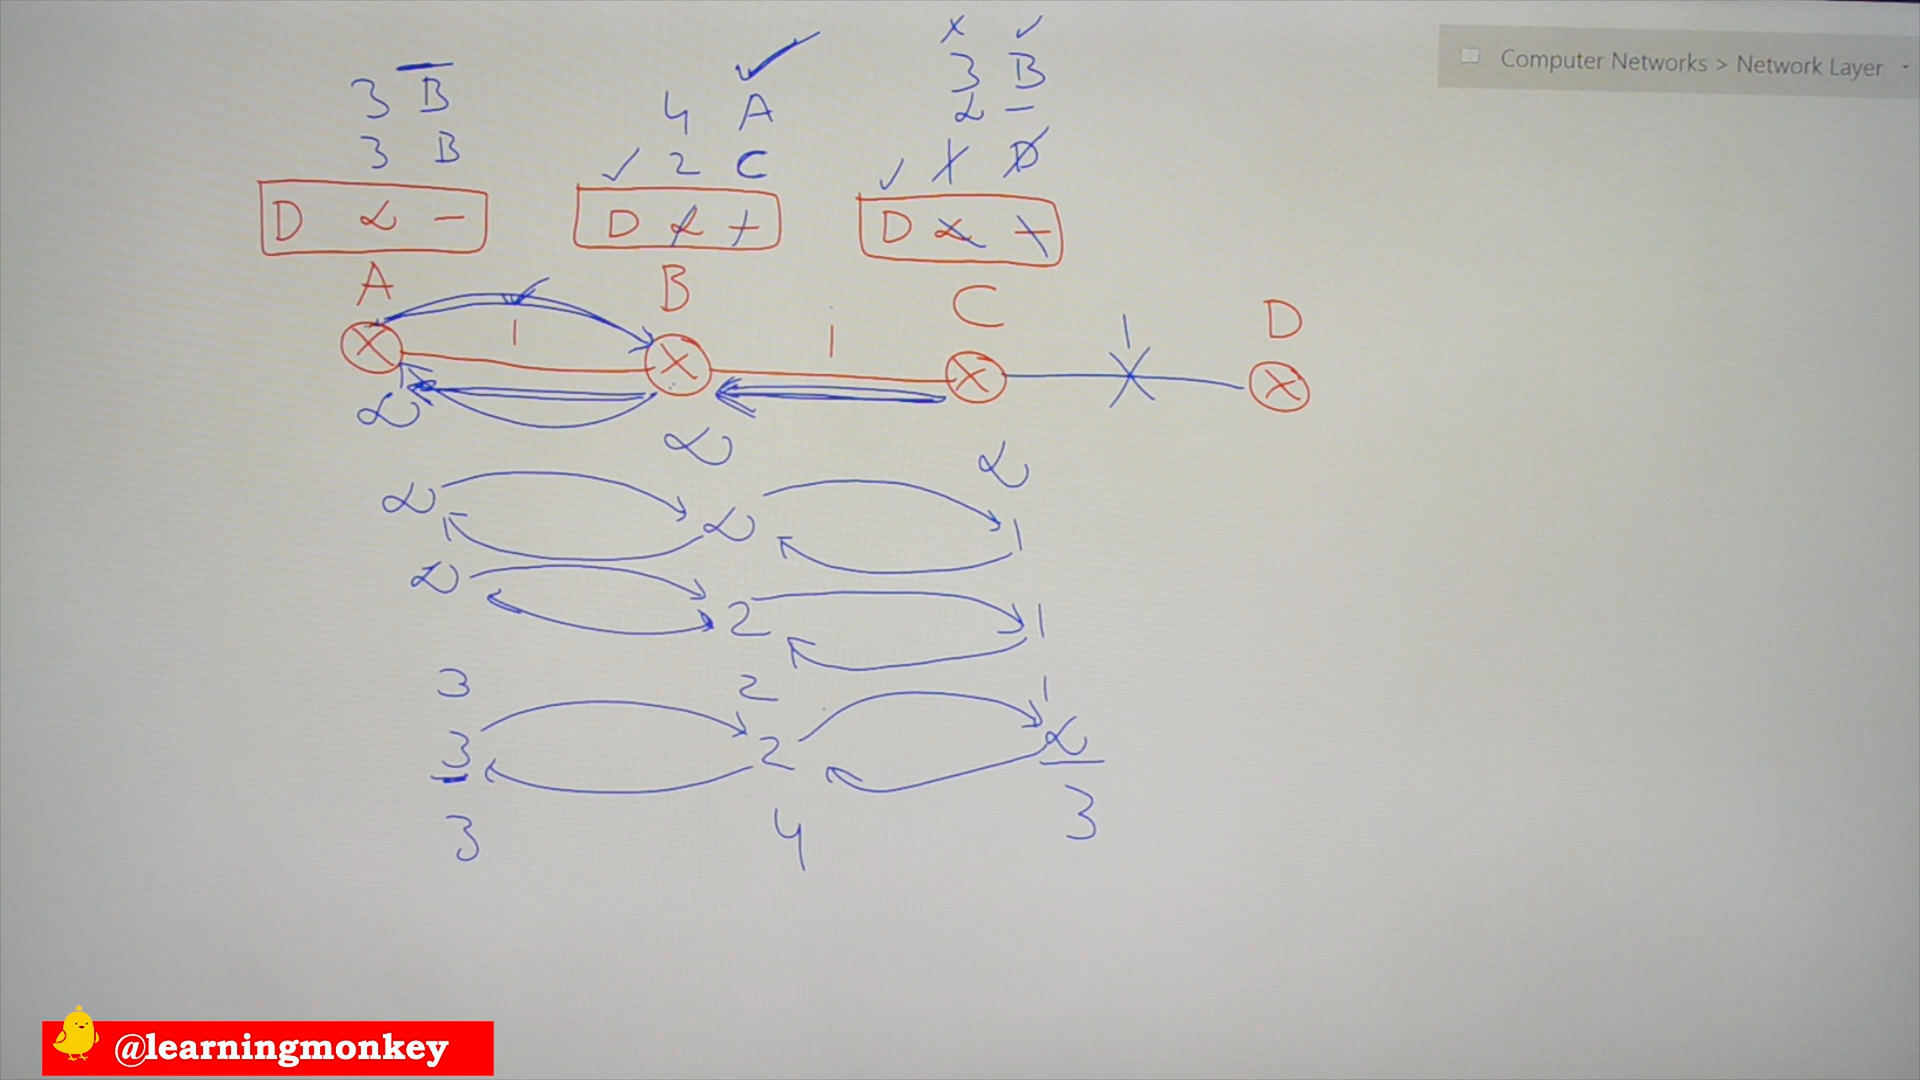 Computer Networks > Network Layer
3 B
3 B
D ∝ -
4 A
2 C
D
3 B
∝ -
D
A
B
C
D
1
1
1
∝
∝
∝
∝ ∝ 1
∝ 2 1
3 2 1
3 2 ∝
3 4 3
@learningmonkey